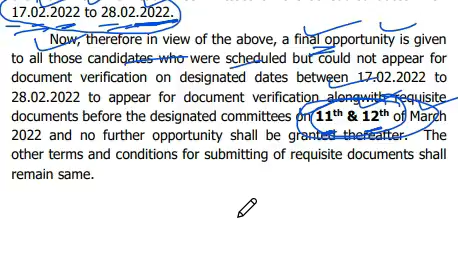 17.02.2022 to 28.02.2022.
Now, therefore in view of the above, a final opportunity is given
to all those candidates who were scheduled but could not appear for
document verification on designated dates between 17.02.2022 to
28.02.2022 to appear for document verification alongwith requisite
documents before the designated committees on 11th & 12th of March
2022 and no further opportunity shall be granted thereafter. The
other terms and conditions for submitting of requisite documents shall
remain same.